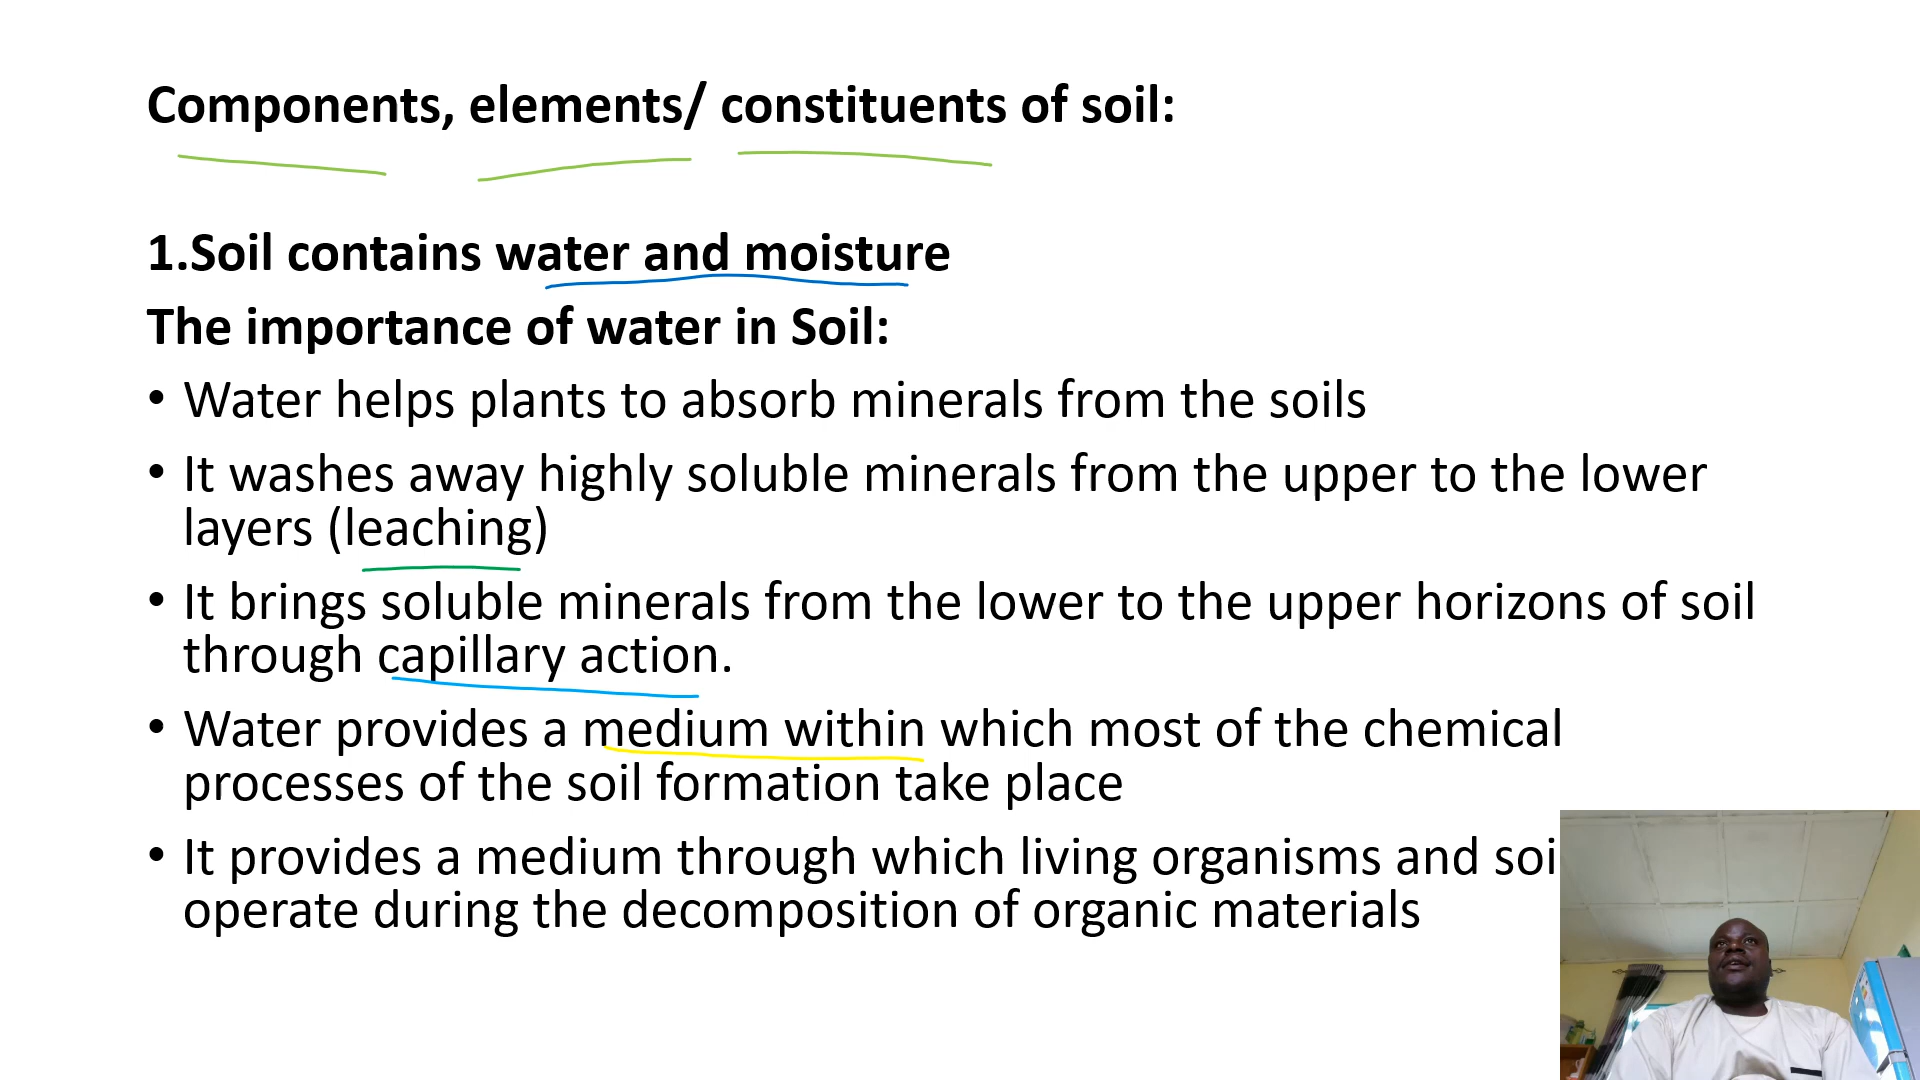 Components, elements/ constituents of soil:
1.Soil contains water and moisture
The importance of water in Soil:
• Water helps plants to absorb minerals from the soils
• It washes away highly soluble minerals from the upper to the lower
layers (leaching)
• It brings soluble minerals from the lower to the upper horizons of soil
through capillary action.
• Water provides a medium within which most of the chemical
processes of the soil formation take place
• It provides a medium through which living organisms and soi
operate during the decomposition of organic materials